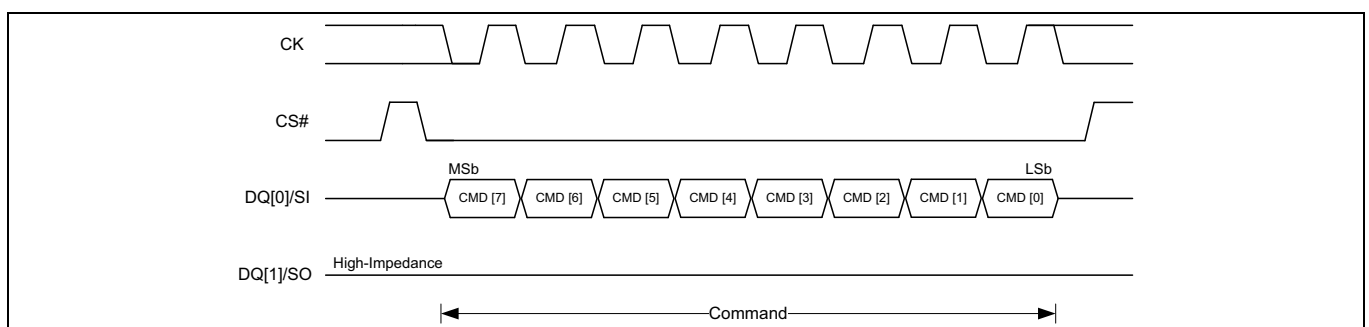 CK
CS#
MSb LSb
DQ[0]/SI CMD [7] CMD [6] CMD [5] CMD [4] CMD [3] CMD [2] CMD [1] CMD [0]
High-Impedance
DQ[1]/SO
Command